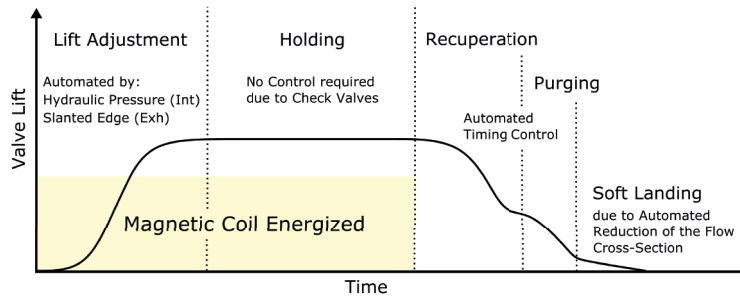 Lift Adjustment
Automated by:
Hydraulic Pressure (Int)
Slanted Edge (Exh)
Holding
No Control required
due to Check Valves
Recuperation
Automated
Timing Control
Purging
Soft Landing
due to Automated
Reduction of the Flow
Cross-Section
Magnetic Coil Energized
Valve Lift
Time